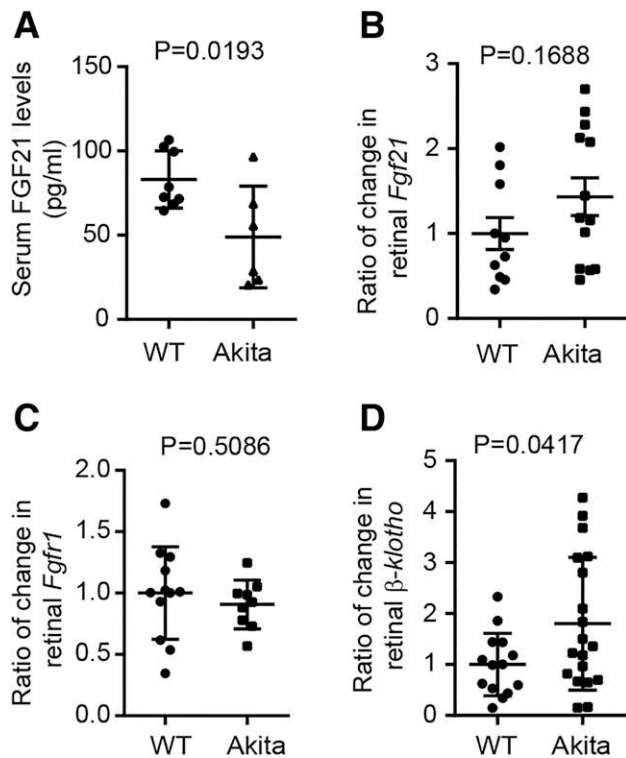 A
P=0.0193
Serum FGF21 levels
(pg/ml)
150
100
50
0
WT Akita
B
P=0.1688
Ratio of change in
retinal Fgf21
3
2
1
0
WT Akita
C
P=0.5086
Ratio of change in
retinal Fgfr1
2.0
1.5
1.0
0.5
0.0
WT Akita
D
P=0.0417
Ratio of change in
retinal β-klotho
5
4
3
2
1
0
WT Akita